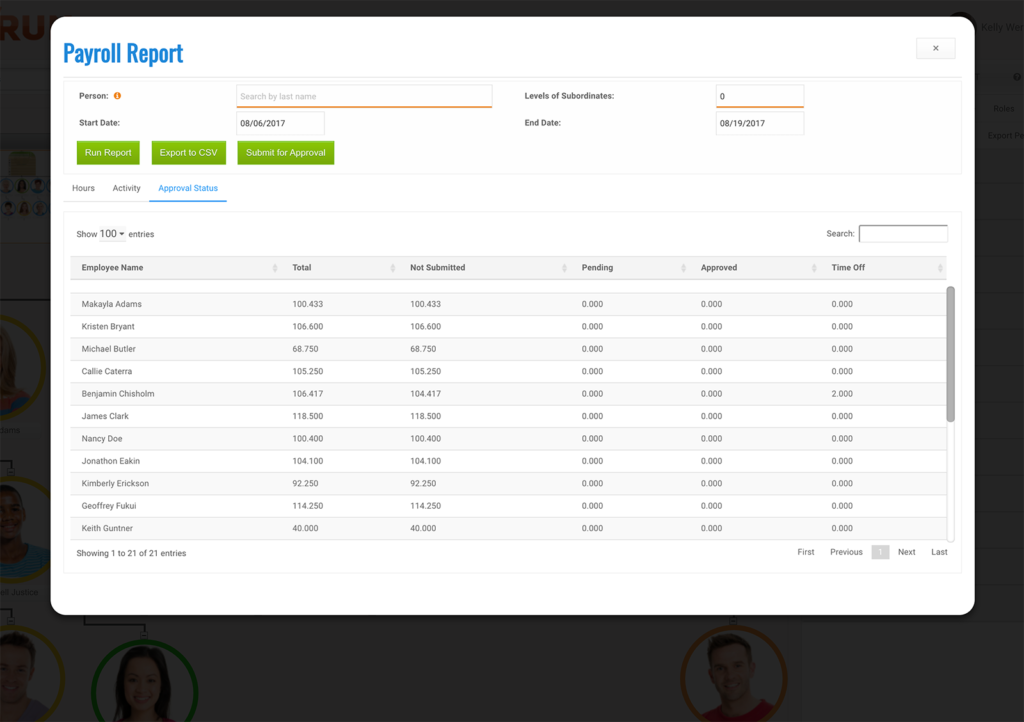 RU
Kelly
Payroll Report
×
Person:
Search by last name
Levels of Subordinates:
0
Start Date:
08/06/2017
End Date:
08/19/2017
Rules
Export
Run Report
Export to CSV
Submit for Approval
Hours
Activity
Approval Status
Show 100 entries
Search:
Employee Name Total Not Submitted Pending Approved Time Off
Makayla Adams 100.433 100.433 0.000 0.000 0.000
Kristen Bryant 106.600 106.600 0.000 0.000 0.000
Michael Butler 68.750 68.750 0.000 0.000 0.000
Callie Caterra 105.250 105.250 0.000 0.000 0.000
Benjamin Chisholm 106.417 104.417 0.000 0.000 2.000
James Clark 118.500 118.500 0.000 0.000 0.000
Nancy Doe 100.400 100.400 0.000 0.000 0.000
Jonathon Eakin 104.100 104.100 0.000 0.000 0.000
Kimberly Erickson 92.250 92.250 0.000 0.000 0.000
Geoffrey Fukui 114.250 114.250 0.000 0.000 0.000
Keith Guntner 40.000 40.000 0.000 0.000 0.000
Showing 1 to 21 of 21 entries
First Previous 1 Next Last
Justice